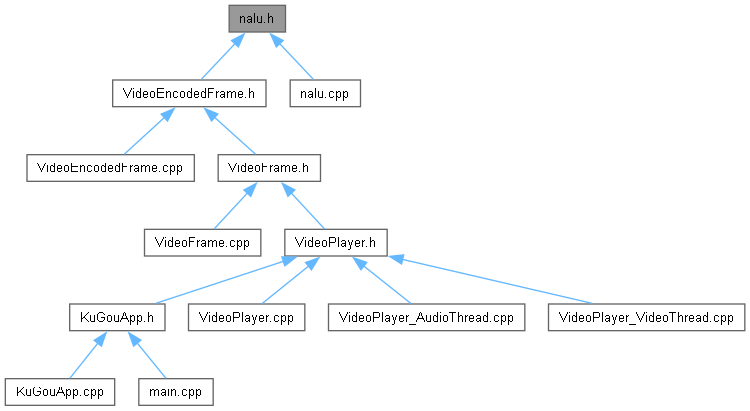 nalu.h
VideoEncodedFrame.h
nalu.cpp
VideoEncodedFrame.cpp
VideoFrame.h
VideoFrame.cpp
VideoPlayer.h
KuGouApp.h
VideoPlayer.cpp
VideoPlayer_AudioThread.cpp
VideoPlayer_VideoThread.cpp
KuGouApp.cpp
main.cpp